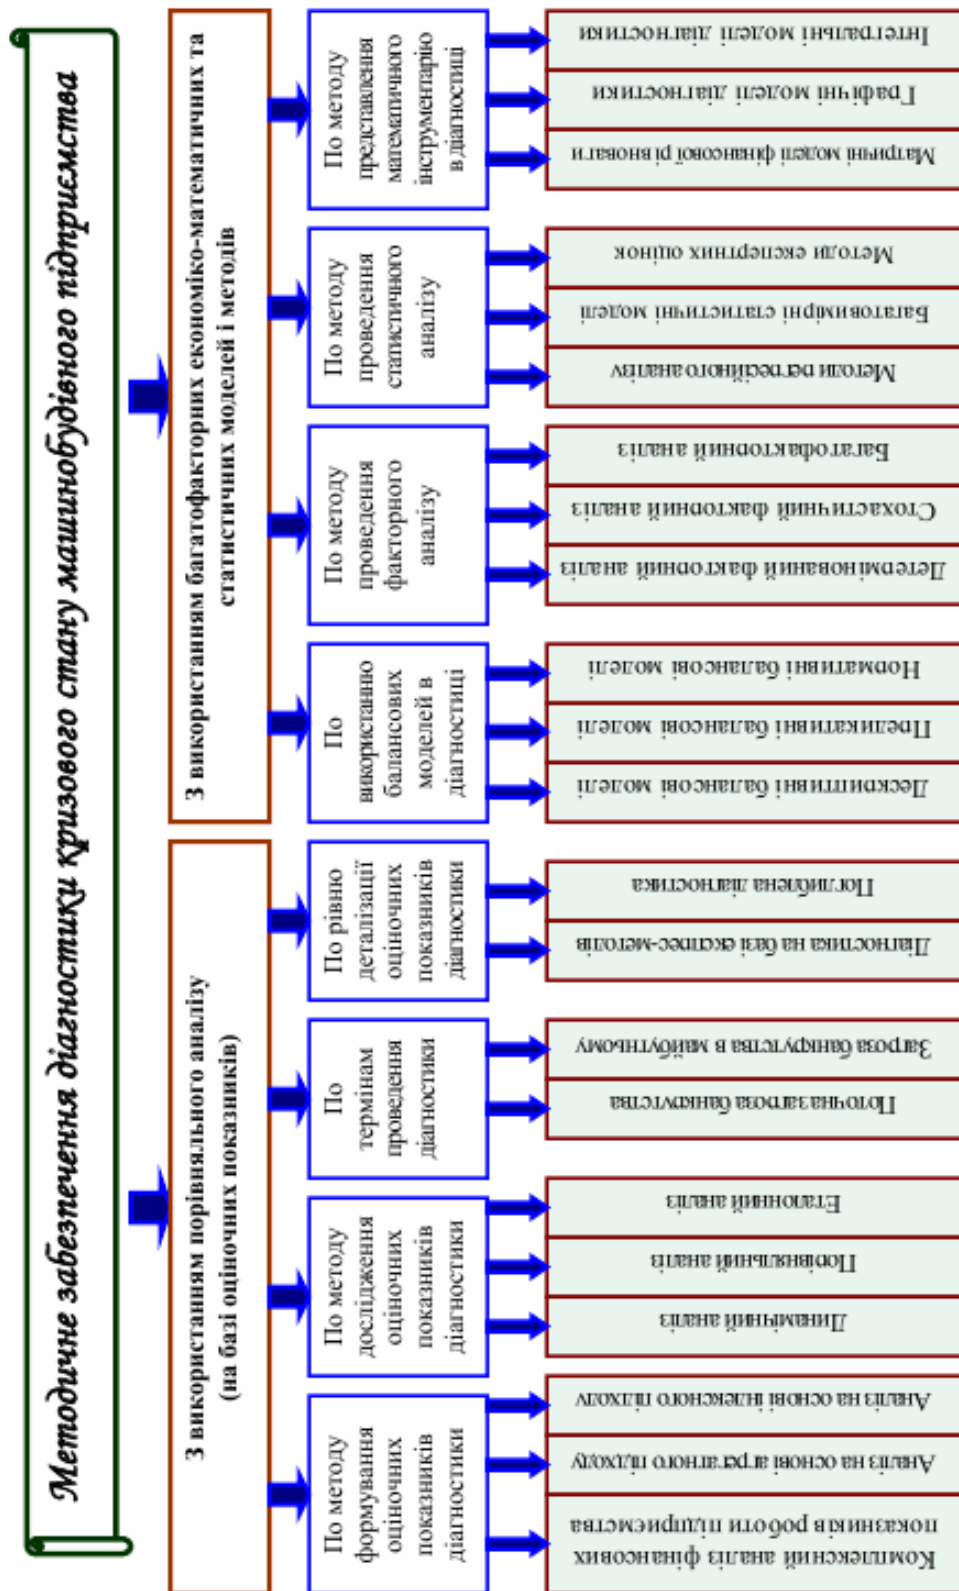 Методичне забезпечення діагностики кризового стану машинобудівного підприємства
З використанням порівняльного аналізу
(на базі оціночних показників)
З використанням багатофакторних економіко-математичних та
статистичних моделей і методів
По методу
формування
оціночних
показників
діагностики
По методу
дослідження
оціночних
показників
діагностики
По
термінам
проведення
діагностики
По рівню
деталізації
оціночних
показників
діагностики
По
використанню
балансових
моделей в
діагностиці
По методу
проведення
факторного
аналізу
По методу
проведення
статистичного
аналізу
По методу
представлення
математичного
інструментарію
в діагностиці
Комплексний аналіз фінансових
показників роботи підприємства
Аналіз на основі агрегатного підходу
Аналіз на основі індексного підходу
Динамічний аналіз
Порівняльний аналіз
Еталонний аналіз
Поточна загроза банкрутства
Загроза банкрутства в майбутньому
Діагностика на базі експрес-методів
Поглиблена діагностика
Дескриптивні балансові моделі
Предикативні балансові моделі
Нормативні балансові моделі
Детермінований факторний аналіз
Стохастичний факторний аналіз
Багатофакторний аналіз
Методи регресійного аналізу
Багатовимірні статистичні моделі
Методи експертних оцінок
Матричні моделі фінансової рівноваги
Графічні моделі діагностики
Інтегральні моделі діагностики